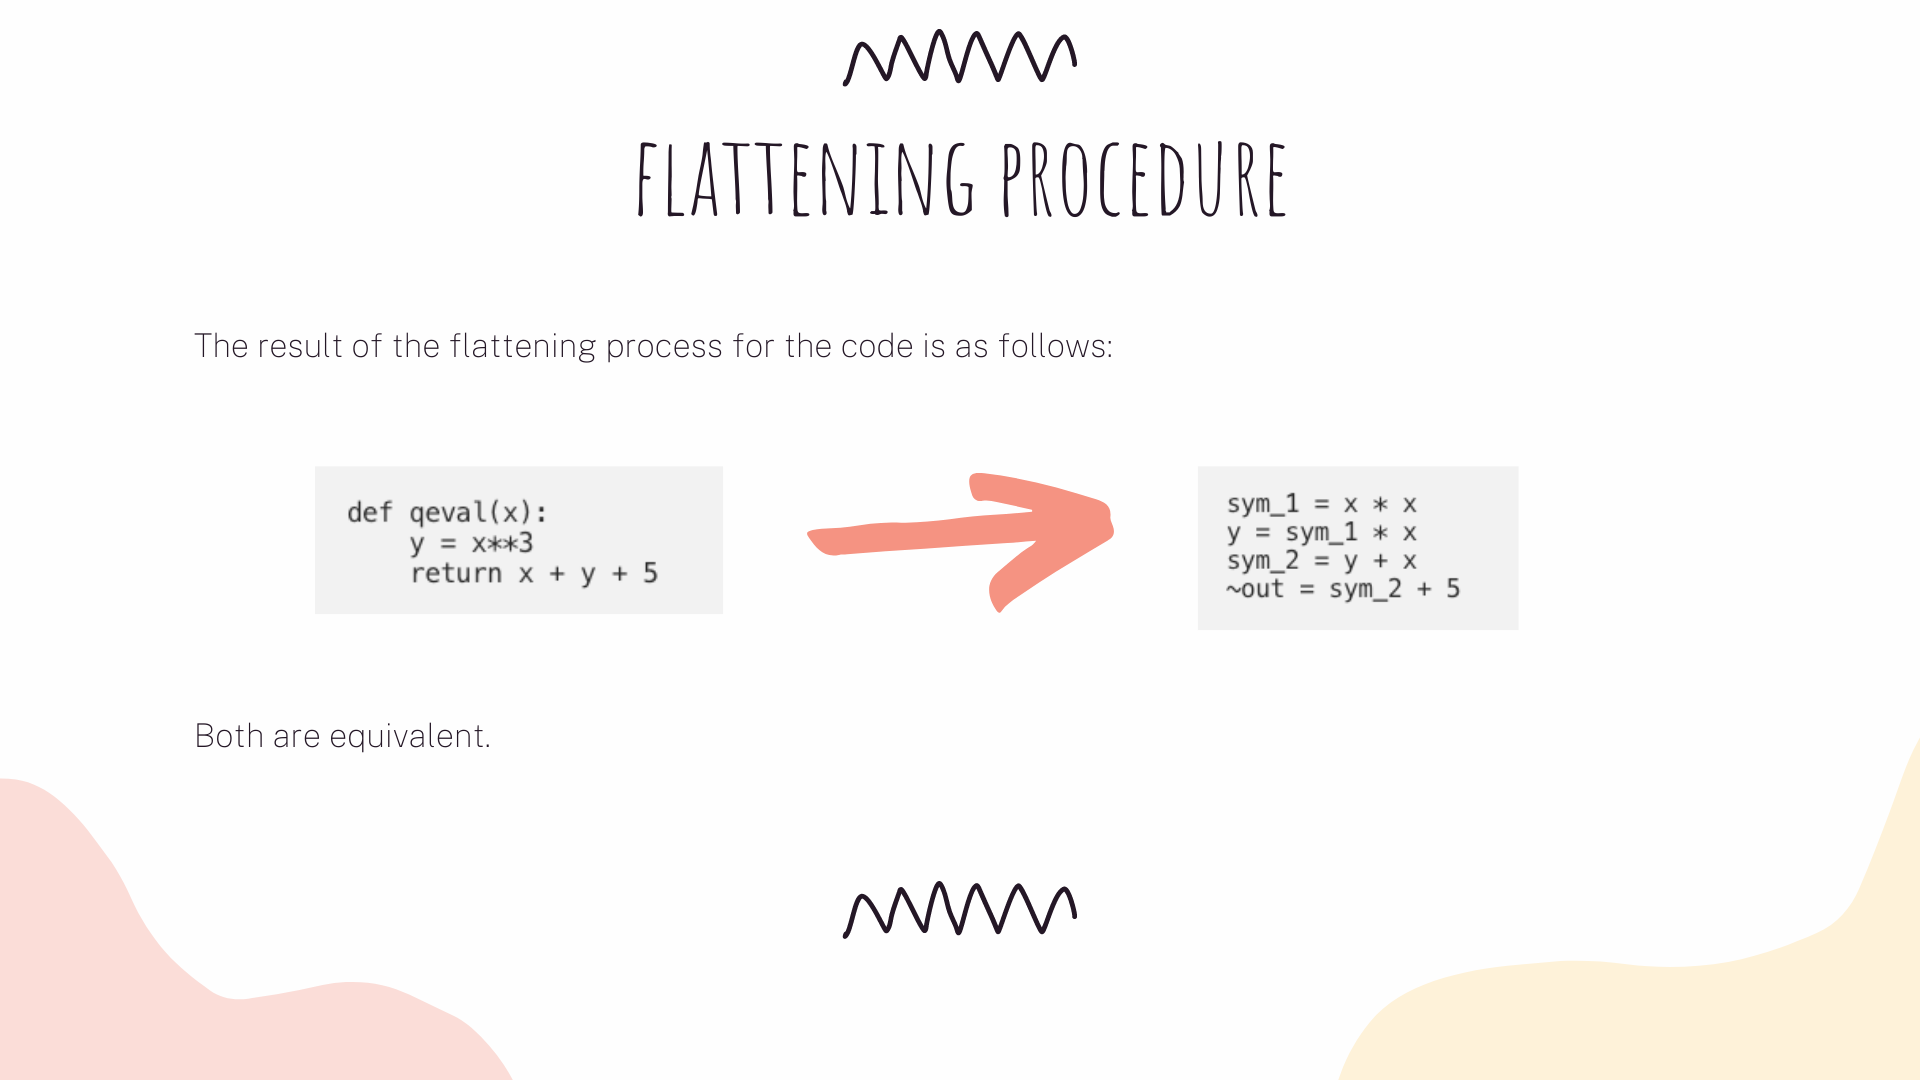 FLATTENING PROCEDURE
The result of the flattening process for the code is as follows:
def qeval(x):
    y = x**3
    return x + y + 5
sym_1 = x * x
y = sym_1 * x
sym_2 = y + x
~out = sym_2 + 5
Both are equivalent.